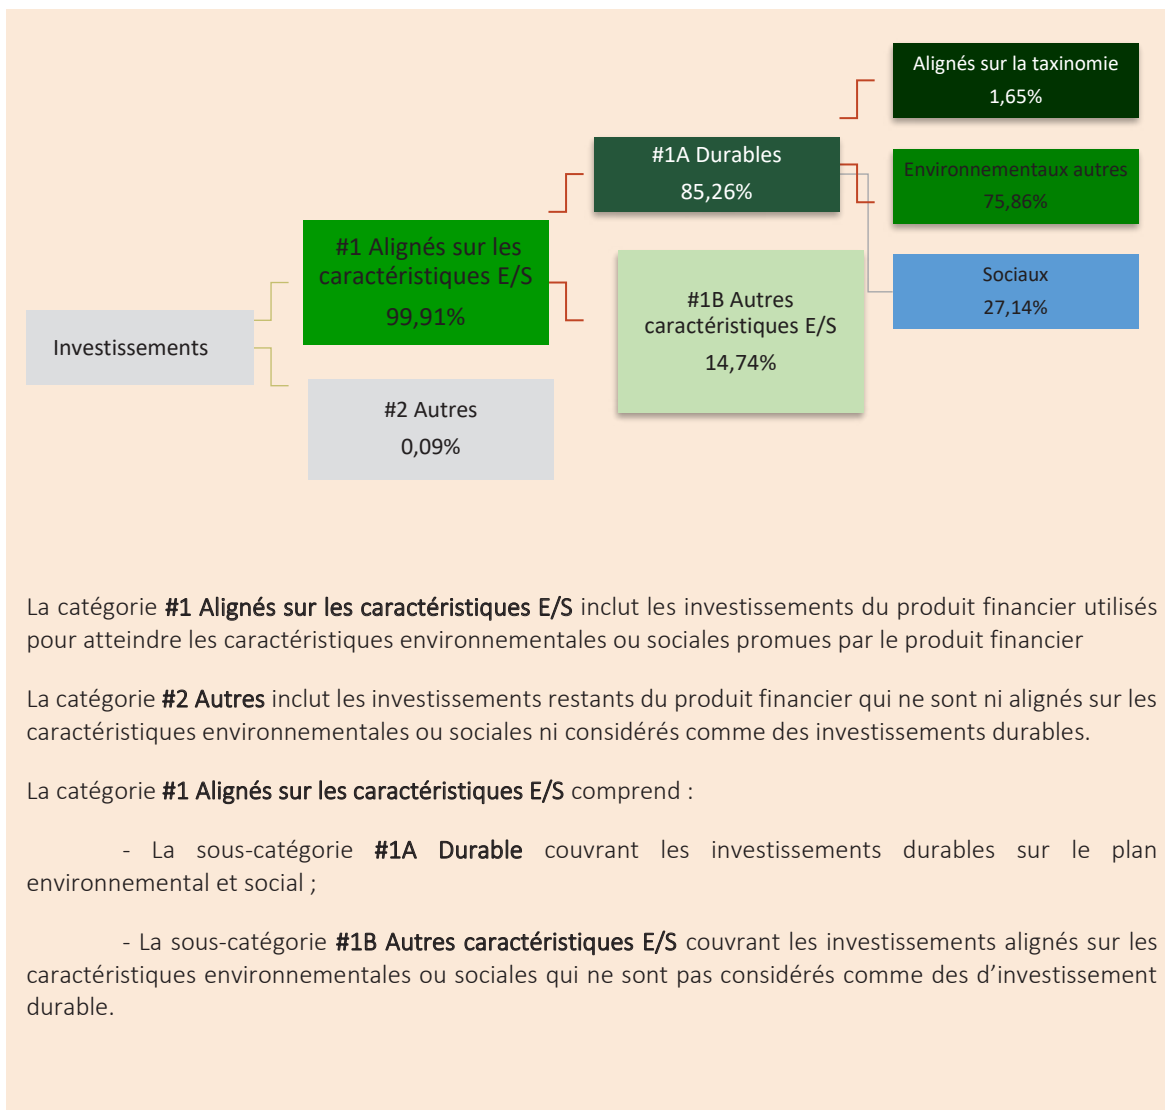 Alignés sur la taxinomie
1,65%
#1A Durables
85,26%
Environnementaux autres
75,86%
#1 Alignés sur les
caractéristiques E/S
99,91%
Sociaux
27,14%
#1B Autres
caractéristiques E/S
14,74%
Investissements
#2 Autres
0,09%
La catégorie #1 Alignés sur les caractéristiques E/S inclut les investissements du produit financier utilisés
pour atteindre les caractéristiques environnementales ou sociales promues par le produit financier
La catégorie #2 Autres inclut les investissements restants du produit financier qui ne sont ni alignés sur les
caractéristiques environnementales ou sociales ni considérés comme des investissements durables.
La catégorie #1 Alignés sur les caractéristiques E/S comprend :
- La sous-catégorie #1A Durable couvrant les investissements durables sur le plan
environnemental et social ;
- La sous-catégorie #1B Autres caractéristiques E/S couvrant les investissements alignés sur les
caractéristiques environnementales ou sociales qui ne sont pas considérés comme des d’investissement
durable.